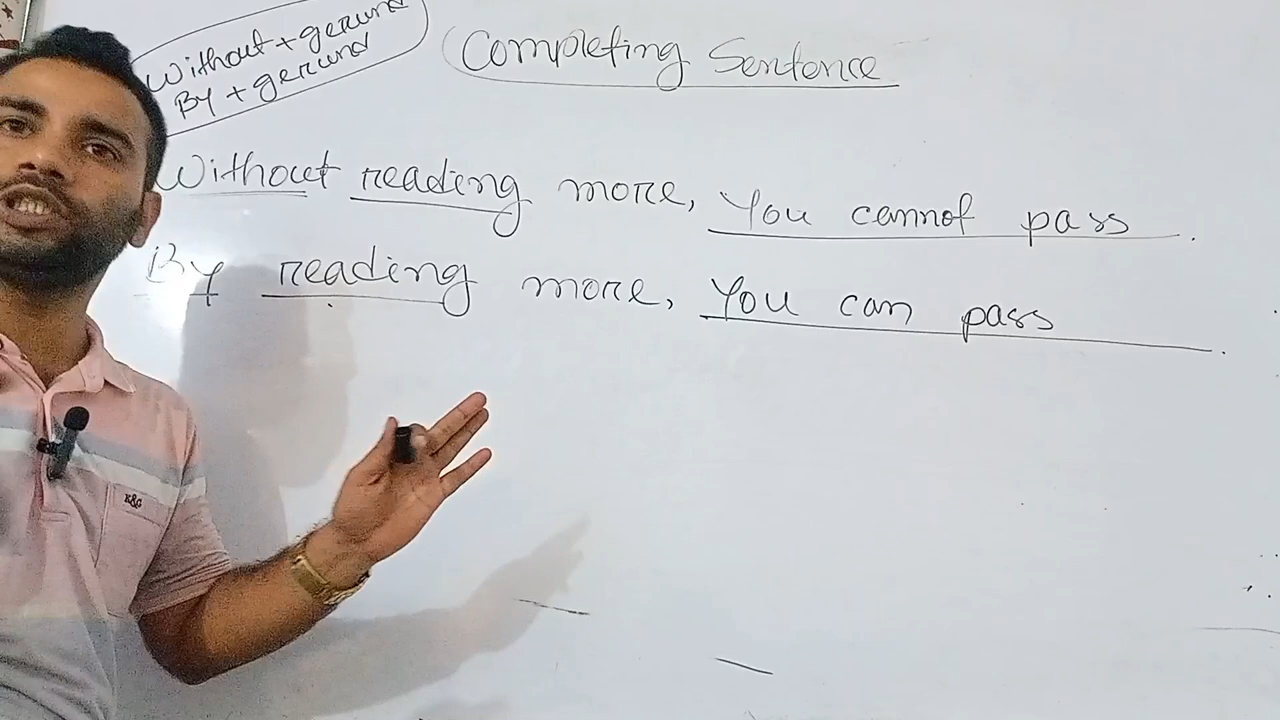 Without + gerund
By + gerund
Completing Sentence
Without reading more, You cannot pass.
By reading more, You can pass.